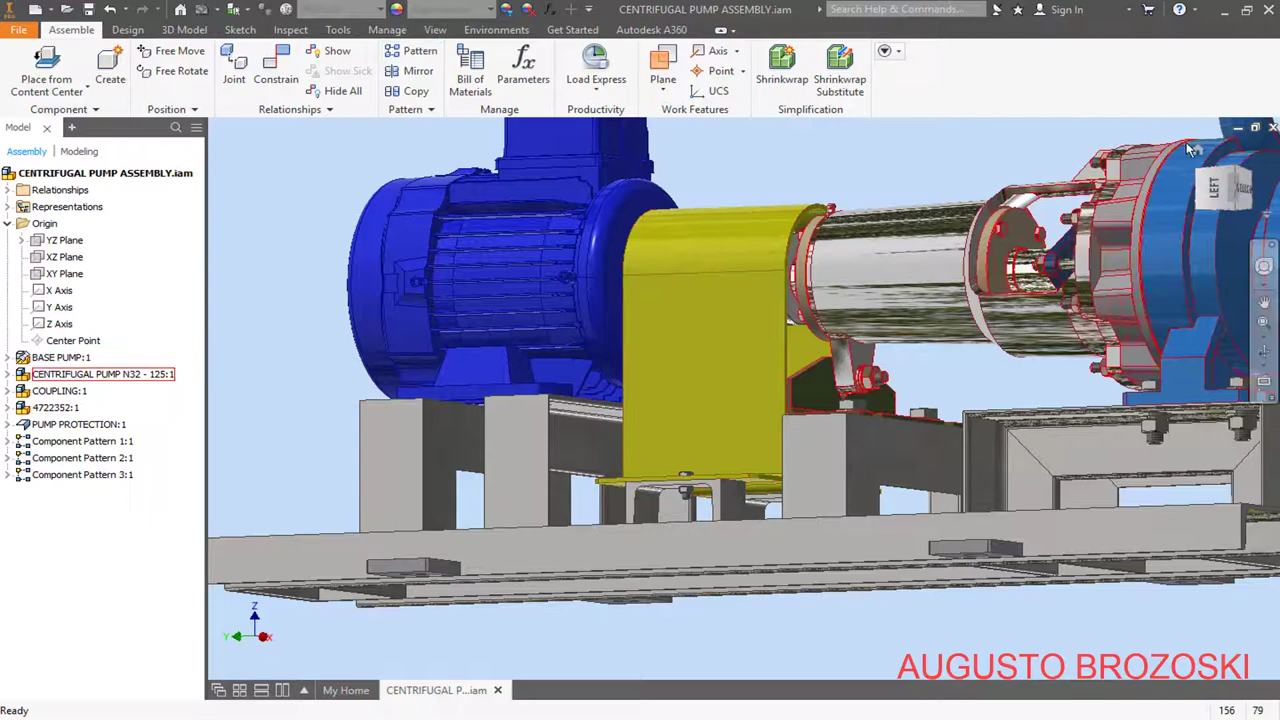 PRO
CENTRIFUGAL PUMP ASSEMBLY.iam
Search Help & Commands...
Sign In
File
Assemble
Design
3D Model
Sketch
Inspect
Tools
Manage
View
Environments
Get Started
Autodesk A360
Place from
Content Center
Create
Free Move
Free Rotate
Joint
Constrain
Show
Show Sick
Hide All
Pattern
Mirror
Copy
Bill of
Materials
fx
Parameters
Load Express
Plane
Axis
Point
UCS
Shrinkwrap
Shrinkwrap
Substitute
Component
Position
Relationships
Pattern
Manage
Productivity
Work Features
Simplification
Model
Assembly
Modeling
CENTRIFUGAL PUMP ASSEMBLY.iam
Relationships
Representations
Origin
YZ Plane
XZ Plane
XY Plane
X Axis
Y Axis
Z Axis
Center Point
BASE PUMP:1
CENTRIFUGAL PUMP N32 - 125:1
COUPLING:1
4722352:1
PUMP PROTECTION:1
Component Pattern 1:1
Component Pattern 2:1
Component Pattern 3:1
LEFT
Z
Y
X
AUGUSTO BROZOSKI
My Home
CENTRIFUGAL P...iam
Ready
156
79